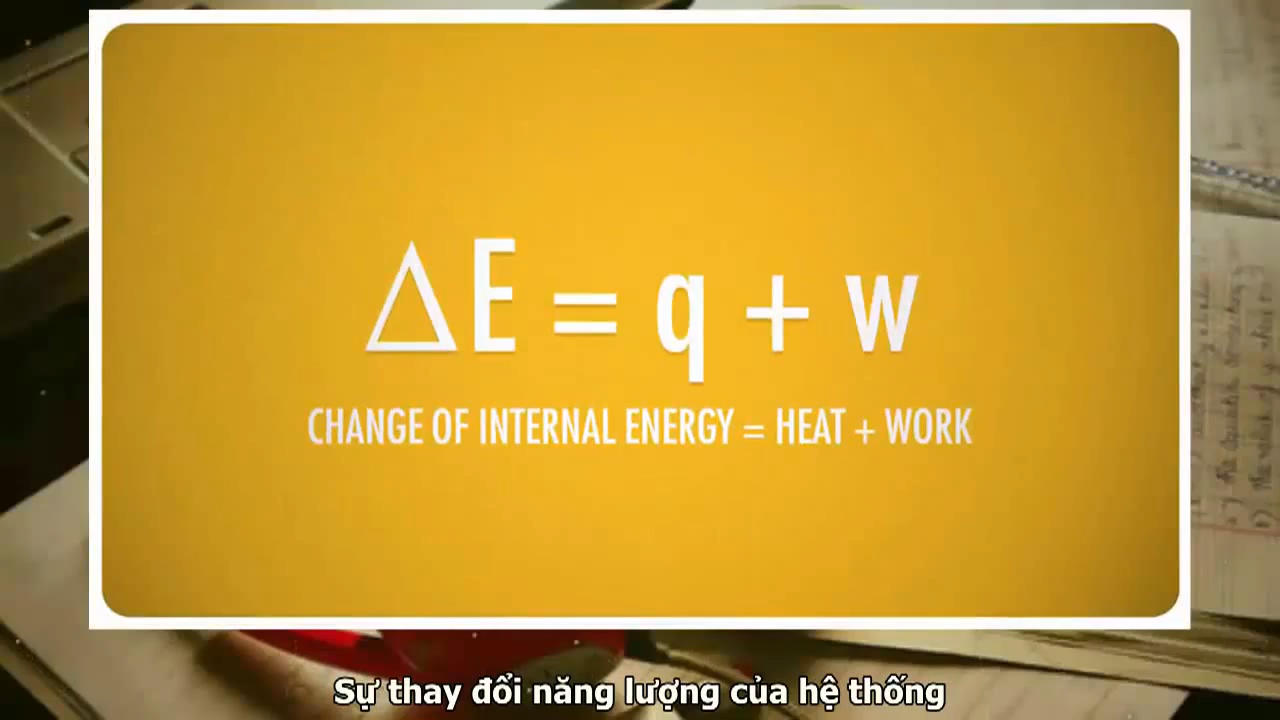 ΔE = q + w
CHANGE OF INTERNAL ENERGY = HEAT + WORK
Sự thay đổi năng lượng của hệ thống